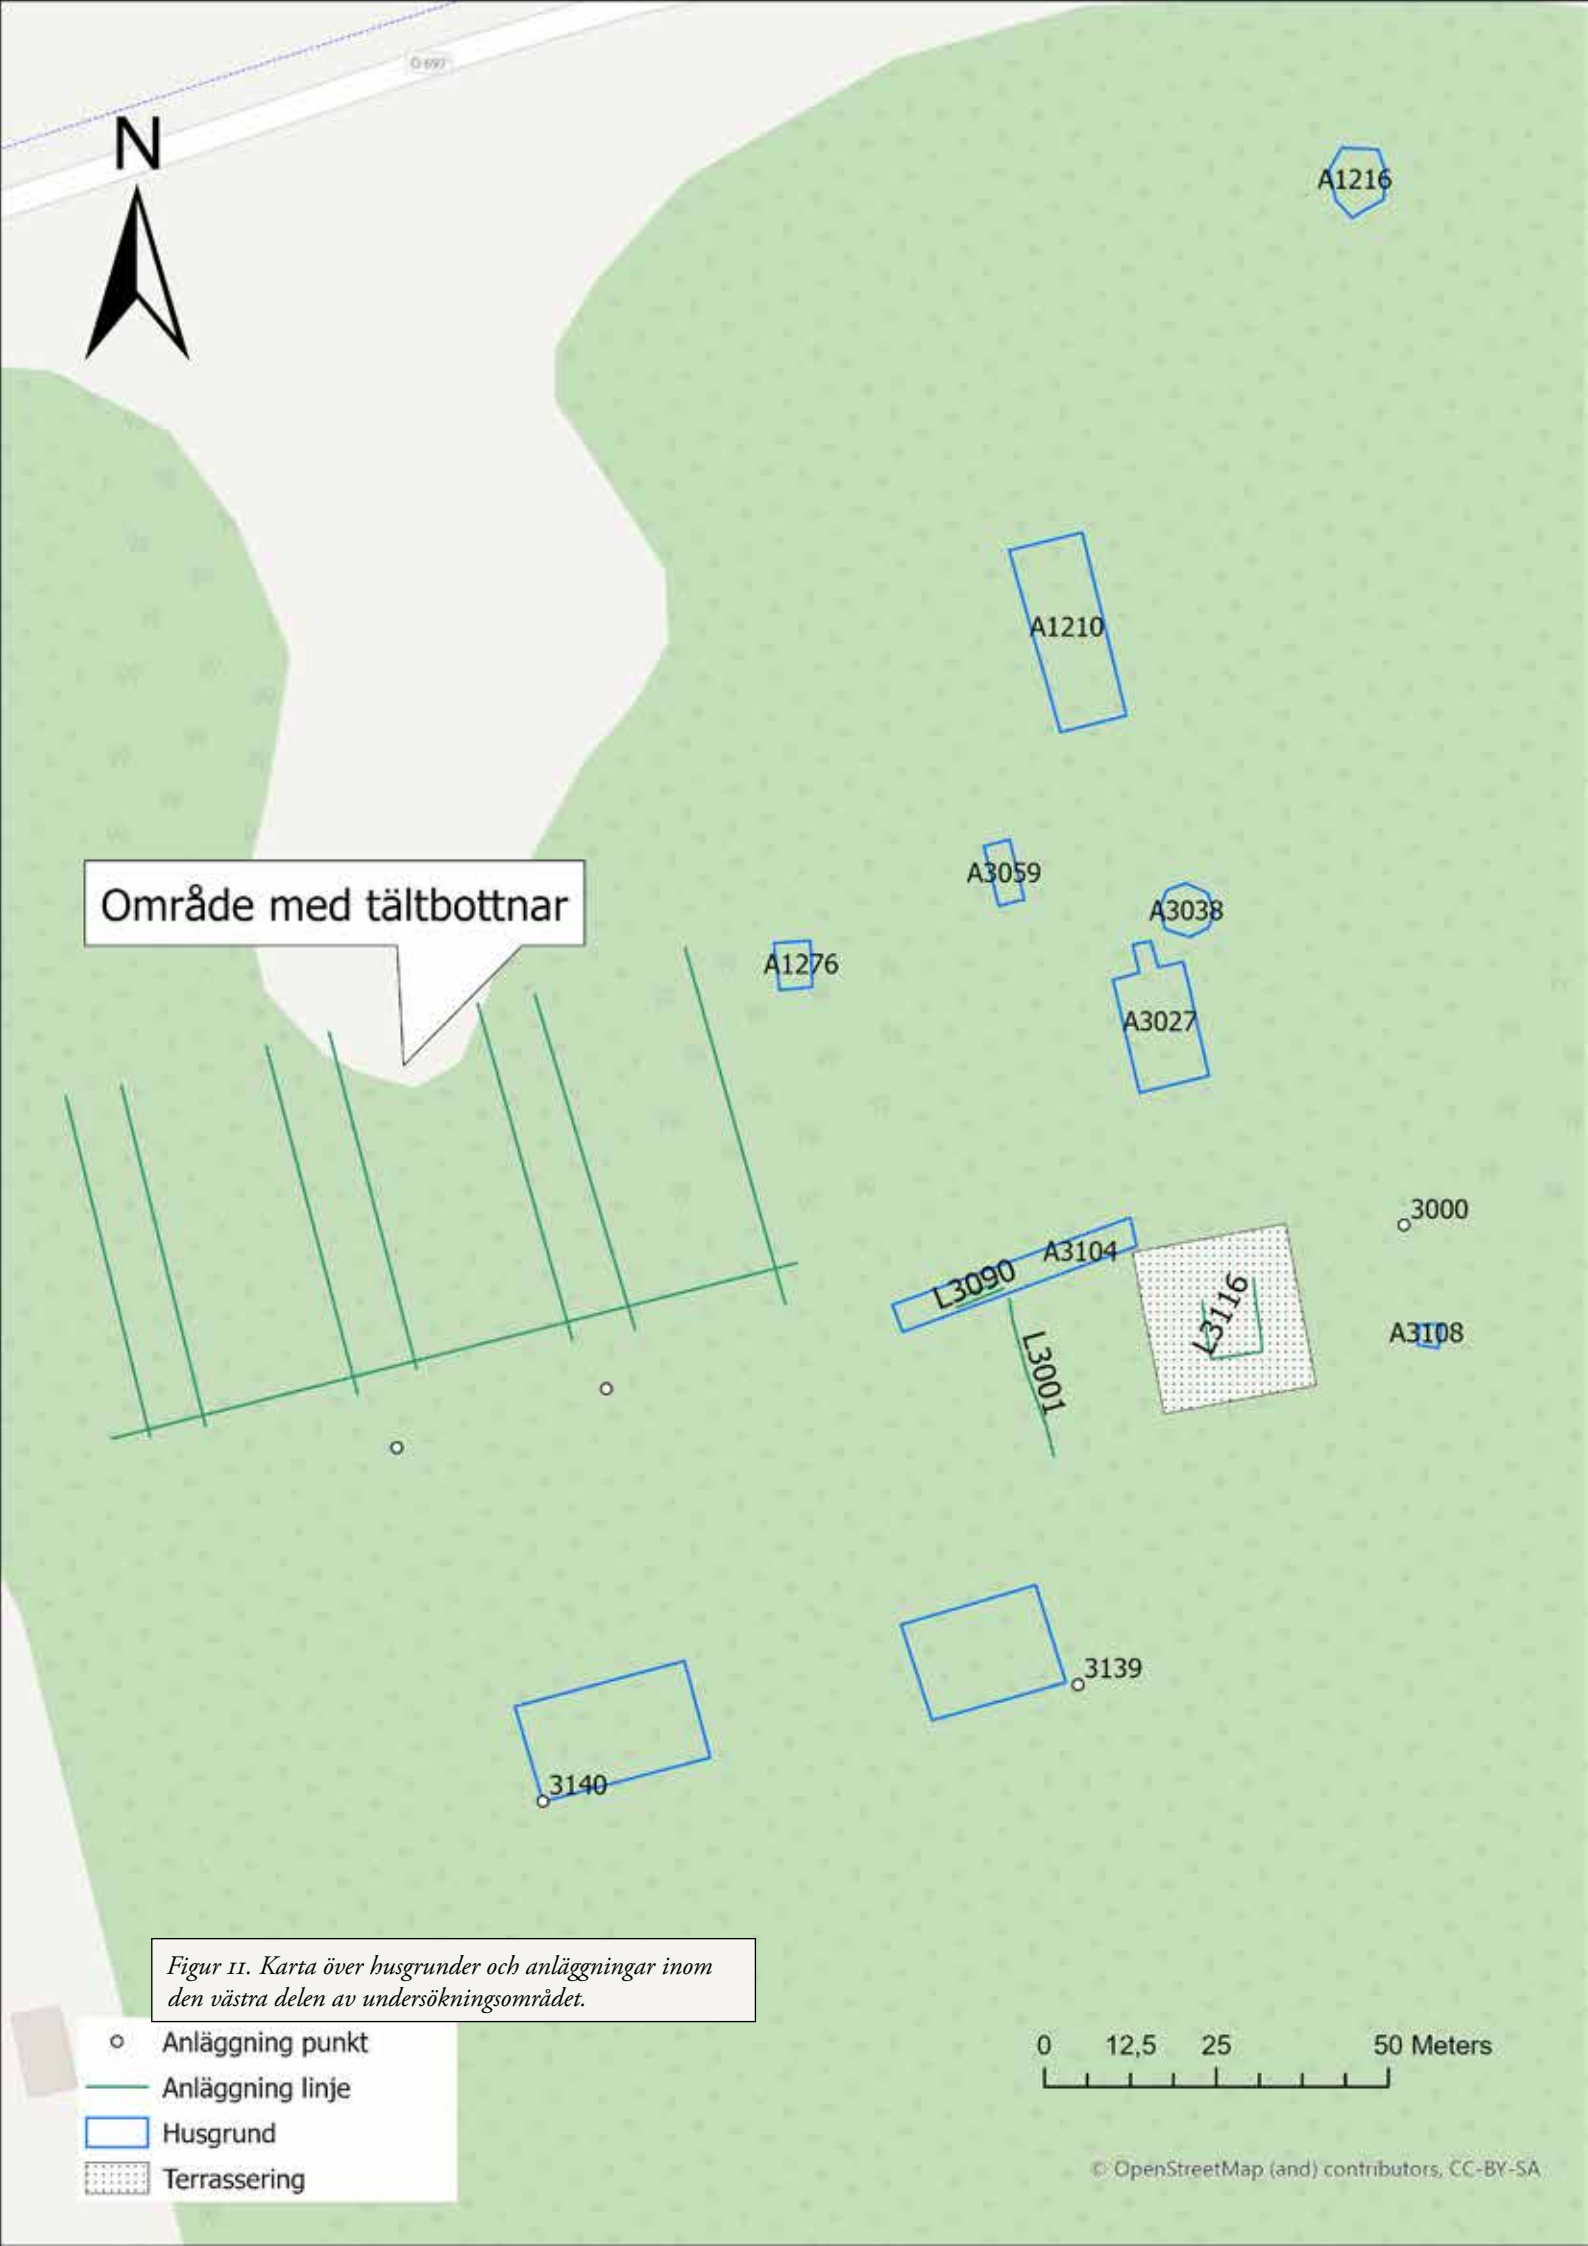 O 697
N
A1216
A1210
A3059
A3038
Område med tältbottnar
A1276
A3027
3000
A3104
L3090
L3116
A3108
L3001
3139
3140
Figur 11. Karta över husgrunder och anläggningar inom
den västra delen av undersökningsområdet.
Anläggning punkt
Anläggning linje
Husgrund
Terrassering
0 12,5 25 50 Meters
© OpenStreetMap (and) contributors, CC-BY-SA